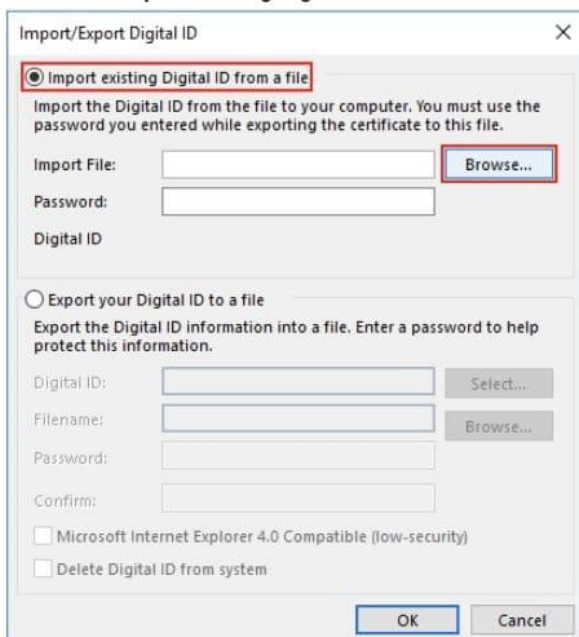 Import/Export Digital ID
Import existing Digital ID from a file
Import the Digital ID from the file to your computer. You must use the
password you entered while exporting the certificate to this file.
Import File:
Browse...
Password:
Digital ID
Export your Digital ID to a file
Export the Digital ID information into a file. Enter a password to help
protect this information.
Digital ID:
Select...
Filename:
Browse...
Password:
Confirm:
Microsoft Internet Explorer 4.0 Compatible (low-security)
Delete Digital ID from system
OK
Cancel